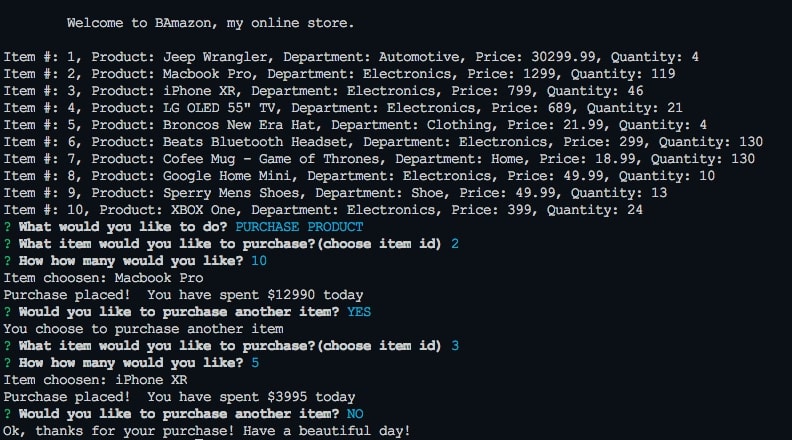 Welcome to BAmazon, my online store.
Item #: 1, Product: Jeep Wrangler, Department: Automotive, Price: 30299.99, Quantity: 4
Item #: 2, Product: Macbook Pro, Department: Electronics, Price: 1299, Quantity: 119
Item #: 3, Product: iPhone XR, Department: Electronics, Price: 799, Quantity: 46
Item #: 4, Product: LG OLED 55" TV, Department: Electronics, Price: 689, Quantity: 21
Item #: 5, Product: Broncos New Era Hat, Department: Clothing, Price: 21.99, Quantity: 4
Item #: 6, Product: Beats Bluetooth Headset, Department: Electronics, Price: 299, Quantity: 130
Item #: 7, Product: Cofee Mug - Game of Thrones, Department: Home, Price: 18.99, Quantity: 130
Item #: 8, Product: Google Home Mini, Department: Electronics, Price: 49.99, Quantity: 10
Item #: 9, Product: Sperry Mens Shoes, Department: Shoe, Price: 49.99, Quantity: 13
Item #: 10, Product: XBOX One, Department: Electronics, Price: 399, Quantity: 24
? What would you like to do? PURCHASE PRODUCT
? What item would you like to purchase?(choose item id) 2
? How how many would you like? 10
Item choosen: Macbook Pro
Purchase placed!  You have spent $12990 today
? Would you like to purchase another item? YES
You choose to purchase another item
? What item would you like to purchase?(choose item id) 3
? How how many would you like? 5
Item choosen: iPhone XR
Purchase placed!  You have spent $3995 today
? Would you like to purchase another item? NO
Ok, thanks for your purchase! Have a beautiful day!